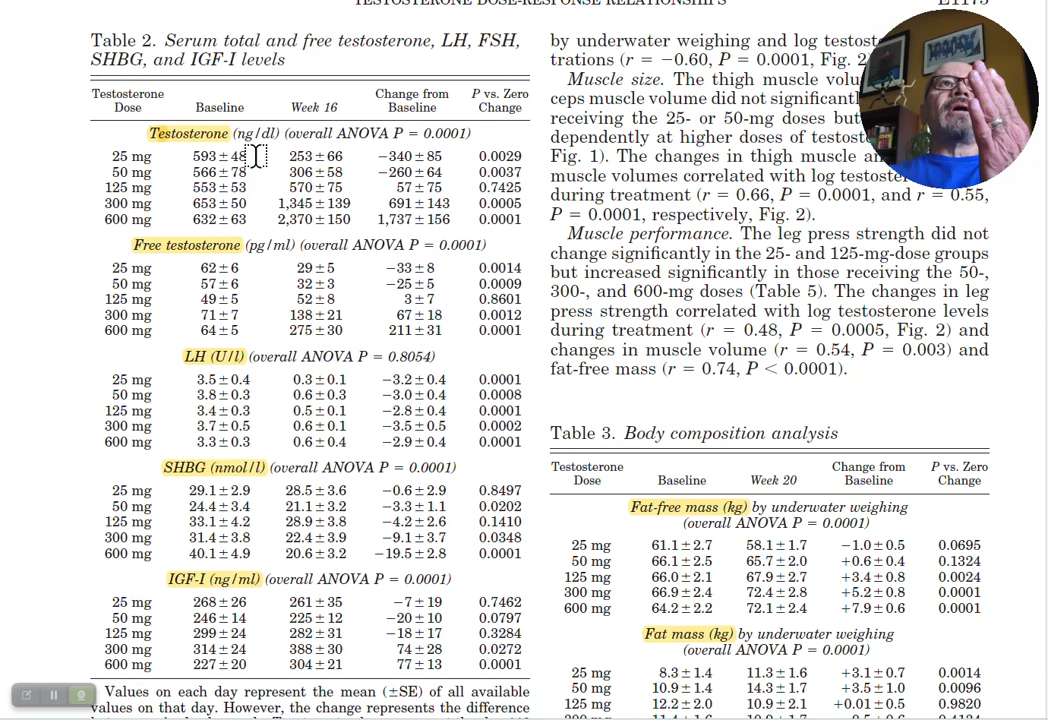 TESTOSTERONE DOSE-RESPONSE RELATIONSHIPS
E1173
Table 2. Serum total and free testosterone, LH, FSH,
SHBG, and IGF-I levels
Testosterone Dose Baseline Week 16 Change from Baseline P vs. Zero Change
Testosterone (ng/dl) (overall ANOVA P = 0.0001)
25 mg 593±48 253±66 −340±85 0.0029
50 mg 566±78 306±58 −260±64 0.0037
125 mg 553±53 570±75 57±75 0.7425
300 mg 653±50 1,345±139 691±143 0.0005
600 mg 632±63 2,370±150 1,737±156 0.0001
Free testosterone (pg/ml) (overall ANOVA P = 0.0001)
25 mg 62±6 29±5 −33±8 0.0014
50 mg 57±6 32±3 −25±5 0.0009
125 mg 49±5 52±8 3±7 0.8601
300 mg 71±7 138±21 67±18 0.0012
600 mg 64±5 275±30 211±31 0.0001
LH (U/l) (overall ANOVA P = 0.8054)
25 mg 3.5±0.4 0.3±0.1 −3.2±0.4 0.0001
50 mg 3.8±0.3 0.6±0.3 −3.0±0.4 0.0008
125 mg 3.4±0.3 0.5±0.1 −2.8±0.4 0.0001
300 mg 3.7±0.5 0.6±0.1 −3.5±0.5 0.0002
600 mg 3.3±0.3 0.6±0.4 −2.9±0.4 0.0001
SHBG (nmol/l) (overall ANOVA P = 0.0001)
25 mg 29.1±2.9 28.5±3.6 −0.6±2.9 0.8497
50 mg 24.4±3.4 21.1±3.2 −3.3±1.1 0.0202
125 mg 33.1±4.2 28.9±3.8 −4.2±2.6 0.1410
300 mg 31.4±3.8 22.4±3.9 −9.1±3.7 0.0348
600 mg 40.1±4.9 20.6±3.2 −19.5±2.8 0.0001
IGF-I (ng/ml) (overall ANOVA P = 0.0001)
25 mg 268±26 261±35 −7±19 0.7462
50 mg 246±14 225±12 −20±10 0.0797
125 mg 299±24 282±31 −18±17 0.3284
300 mg 314±24 388±30 74±28 0.0272
600 mg 227±20 304±21 77±13 0.0001
Values on each day represent the mean (±SE) of all available
values on that day. However, the change represents the difference
by underwater weighing and log testost
trations (r = −0.60, P = 0.0001, Fig. 2
Muscle size. The thigh muscle volu
ceps muscle volume did not significantl
receiving the 25- or 50-mg doses but
dependently at higher doses of testost
Fig. 1). The changes in thigh muscle an
muscle volumes correlated with log testoster
during treatment (r = 0.66, P = 0.0001, and r = 0.55,
P = 0.0001, respectively, Fig. 2).
Muscle performance. The leg press strength did not
change significantly in the 25- and 125-mg-dose groups
but increased significantly in those receiving the 50-,
300-, and 600-mg doses (Table 5). The changes in leg
press strength correlated with log testosterone levels
during treatment (r = 0.48, P = 0.0005, Fig. 2) and
changes in muscle volume (r = 0.54, P = 0.003) and
fat-free mass (r = 0.74, P < 0.0001).
Table 3. Body composition analysis
Testosterone Dose Baseline Week 20 Change from Baseline P vs. Zero Change
Fat-free mass (kg) by underwater weighing
(overall ANOVA P = 0.0001)
25 mg 61.1±2.7 58.1±1.7 −1.0±0.5 0.0695
50 mg 66.1±2.5 65.7±2.0 +0.6±0.4 0.1324
125 mg 66.0±2.1 67.9±2.7 +3.4±0.8 0.0024
300 mg 66.9±2.4 72.4±2.8 +5.2±0.8 0.0001
600 mg 64.2±2.2 72.1±2.4 +7.9±0.6 0.0001
Fat mass (kg) by underwater weighing
(overall ANOVA P = 0.0001)
25 mg 8.3±1.4 11.3±1.6 +3.1±0.7 0.0014
50 mg 10.9±1.4 14.3±1.7 +3.5±1.0 0.0096
125 mg 12.2±2.0 10.9±2.1 +0.01±0.5 0.9820